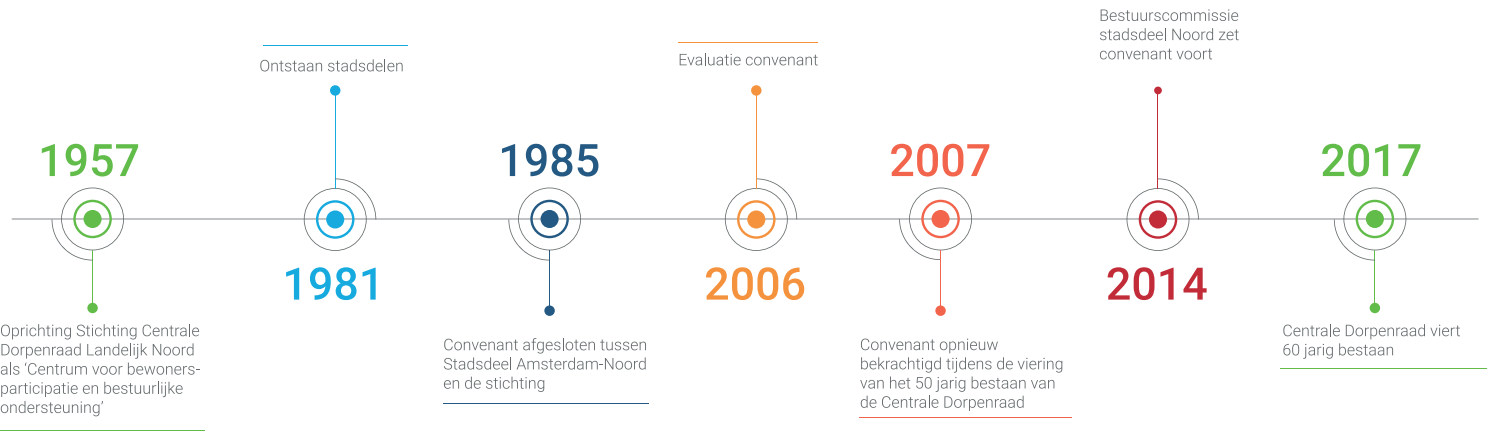 1957
Oprichting Stichting Centrale
Dorpenraad Landelijk Noord
als ‘Centrum voor bewoners-
participatie en bestuurlijke
ondersteuning’
Ontstaan stadsdelen
1981
1985
Convenant afgesloten tussen
Stadsdeel Amsterdam-Noord
en de stichting
Evaluatie convenant
2006
2007
Convenant opnieuw
bekrachtigd tijdens de viering
van het 50 jarig bestaan van
de Centrale Dorpenraad
Bestuurscommissie
stadsdeel Noord zet
convenant voort
2014
2017
Centrale Dorpenraad viert
60 jarig bestaan